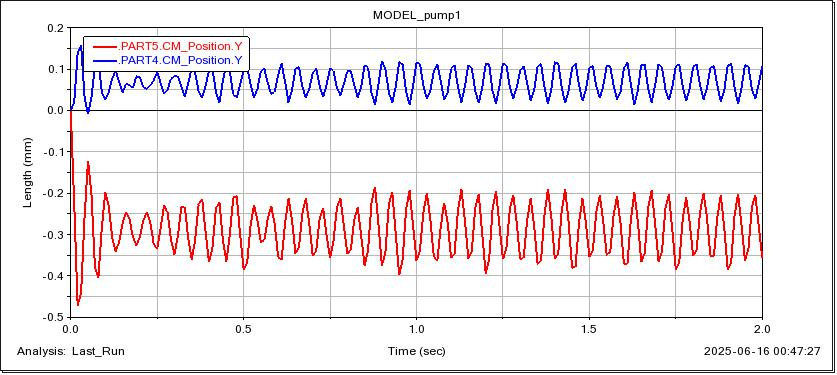 MODEL_pump1
.PART5.CM_Position.Y
.PART4.CM_Position.Y
0.2
0.1
0.0
-0.1
-0.2
-0.3
-0.4
-0.5
Length (mm)
0.0 0.5 1.0 1.5 2.0
Analysis: Last_Run Time (sec) 2025-06-16 00:47:27